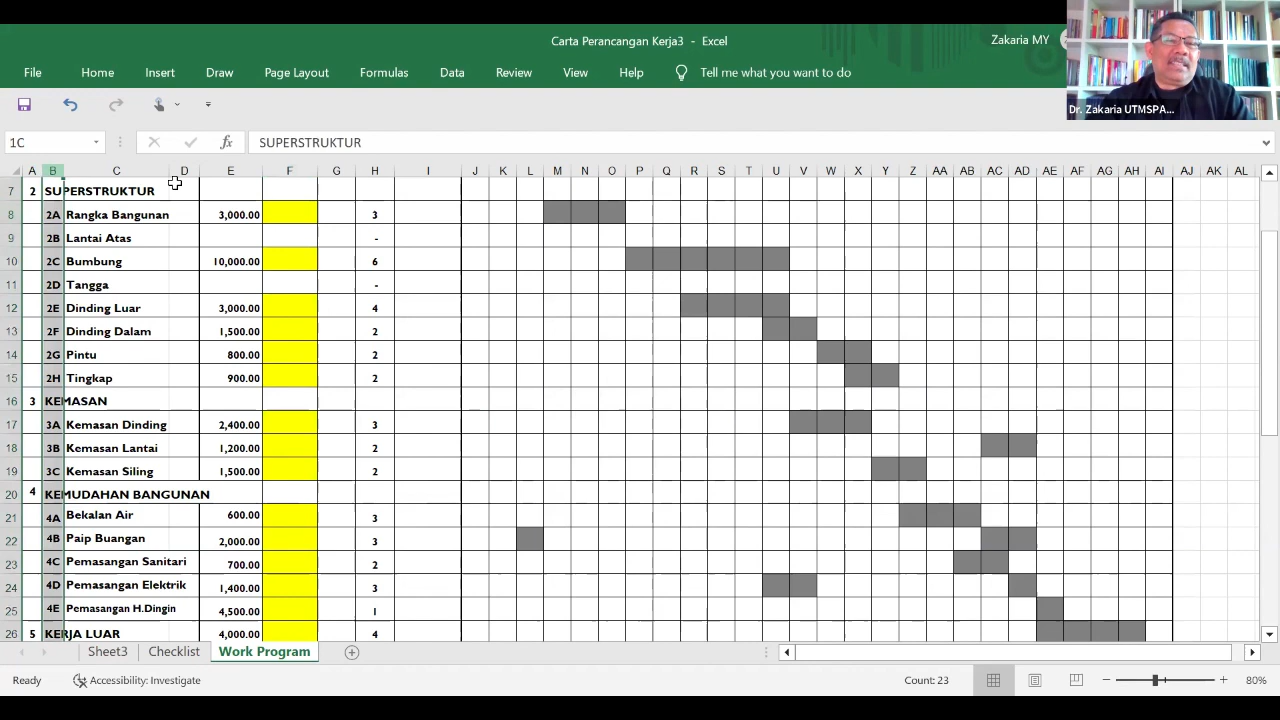 Carta Perancangan Kerja3 - Excel
Zakaria MY
File Home Insert Draw Page Layout Formulas Data Review View Help Tell me what you want to do
Dr. Zakaria UTMSPA...
1C fx SUPERSTRUKTUR
A B C D E F G H I J K L M N O P Q R S T U V W X Y Z AA AB AC AD AE AF AG AH AI AJ AK AL
7 2 SUPERSTRUKTUR
8 2A Rangka Bangunan 3,000.00 3
9 2B Lantai Atas -
10 2C Bumbung 10,000.00 6
11 2D Tangga -
12 2E Dinding Luar 3,000.00 4
13 2F Dinding Dalam 1,500.00 2
14 2G Pintu 800.00 2
15 2H Tingkap 900.00 2
16 3 KEMASAN
17 3A Kemasan Dinding 2,400.00 3
18 3B Kemasan Lantai 1,200.00 2
19 3C Kemasan Siling 1,500.00 2
20 4 KEMUDAHAN BANGUNAN
21 4A Bekalan Air 600.00 3
22 4B Paip Buangan 2,000.00 3
23 4C Pemasangan Sanitari 700.00 2
24 4D Pemasangan Elektrik 1,400.00 3
25 4E Pemasangan H.Dingin 4,500.00 1
26 5 KERJA LUAR 4,000.00 4
Sheet3 Checklist Work Program
Ready Accessibility: Investigate Count: 23 80%